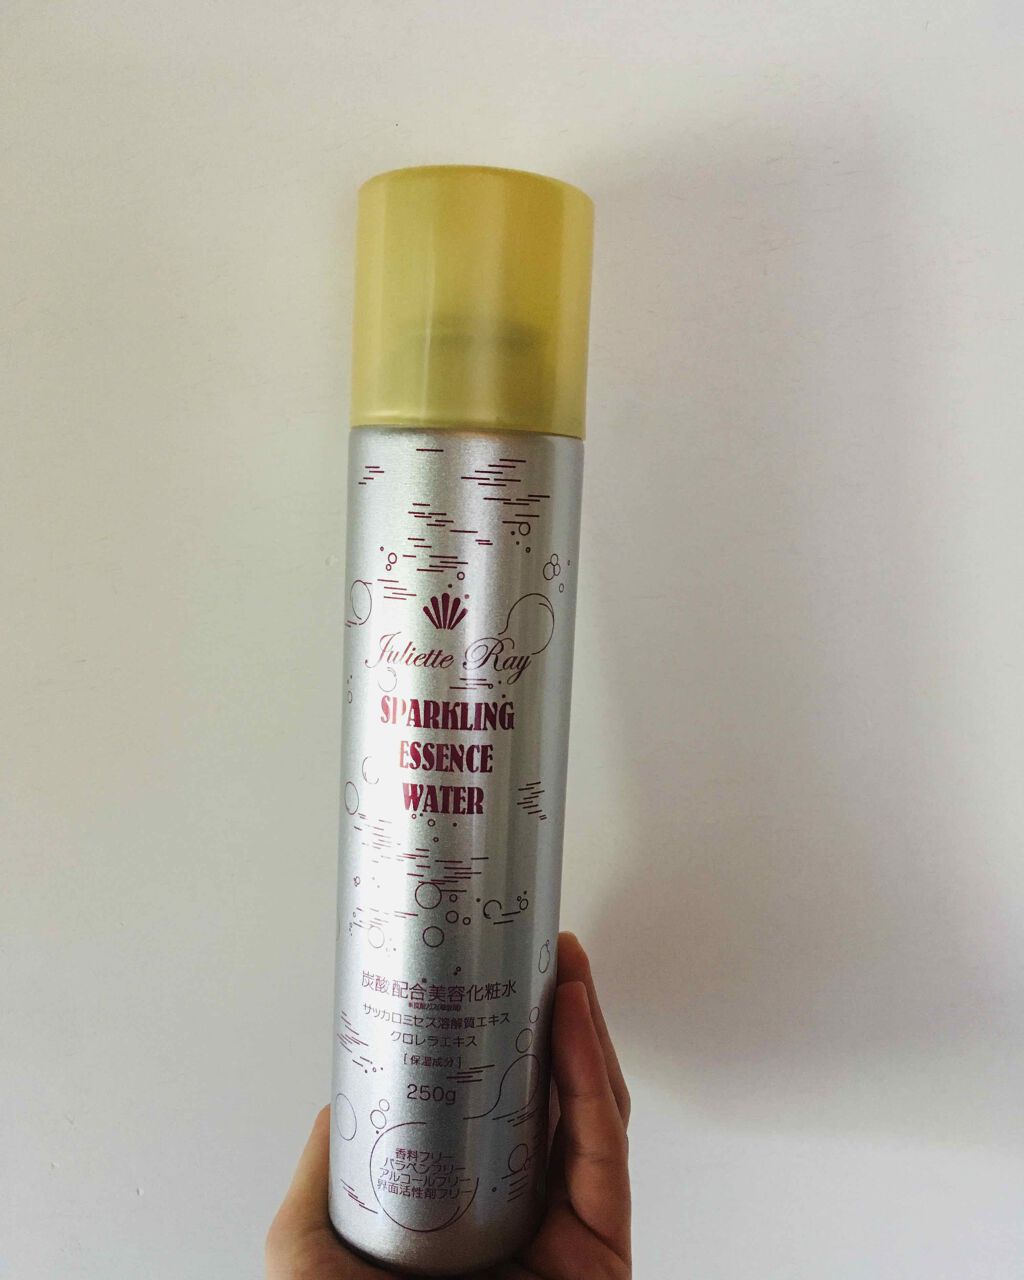 Juliette Ray
SPARKLING
ESSENCE
WATER
炭酸配合※美容化粧水
サッカロミセス溶解質エキス
クロレラエキス
[保湿成分]
250g
香料フリー
パラベンフリー
アルコールフリー
界面活性剤フリー